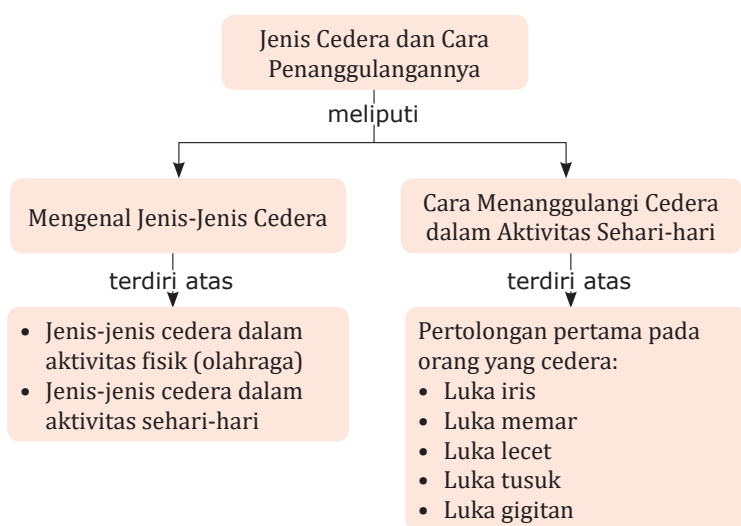 Jenis Cedera dan Cara
Penanggulangannya
meliputi
Mengenal Jenis-Jenis Cedera
Cara Menanggulangi Cedera
dalam Aktivitas Sehari-hari
terdiri atas
terdiri atas
• Jenis-jenis cedera dalam
aktivitas fisik (olahraga)
• Jenis-jenis cedera dalam
aktivitas sehari-hari
Pertolongan pertama pada
orang yang cedera:
• Luka iris
• Luka memar
• Luka lecet
• Luka tusuk
• Luka gigitan